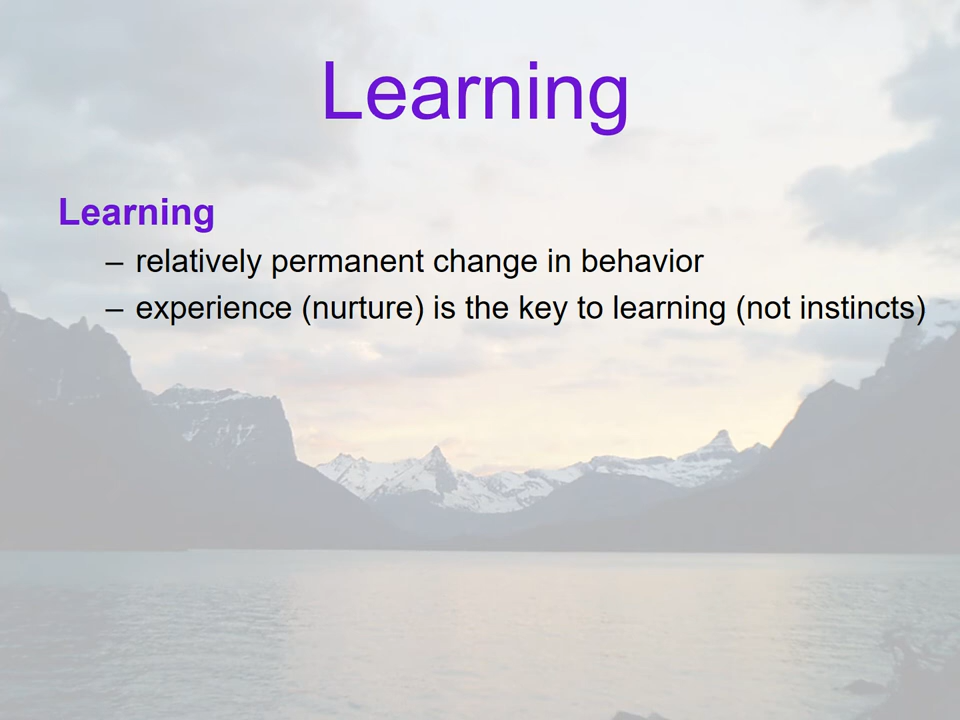 Learning
Learning
– relatively permanent change in behavior
– experience (nurture) is the key to learning (not instincts)